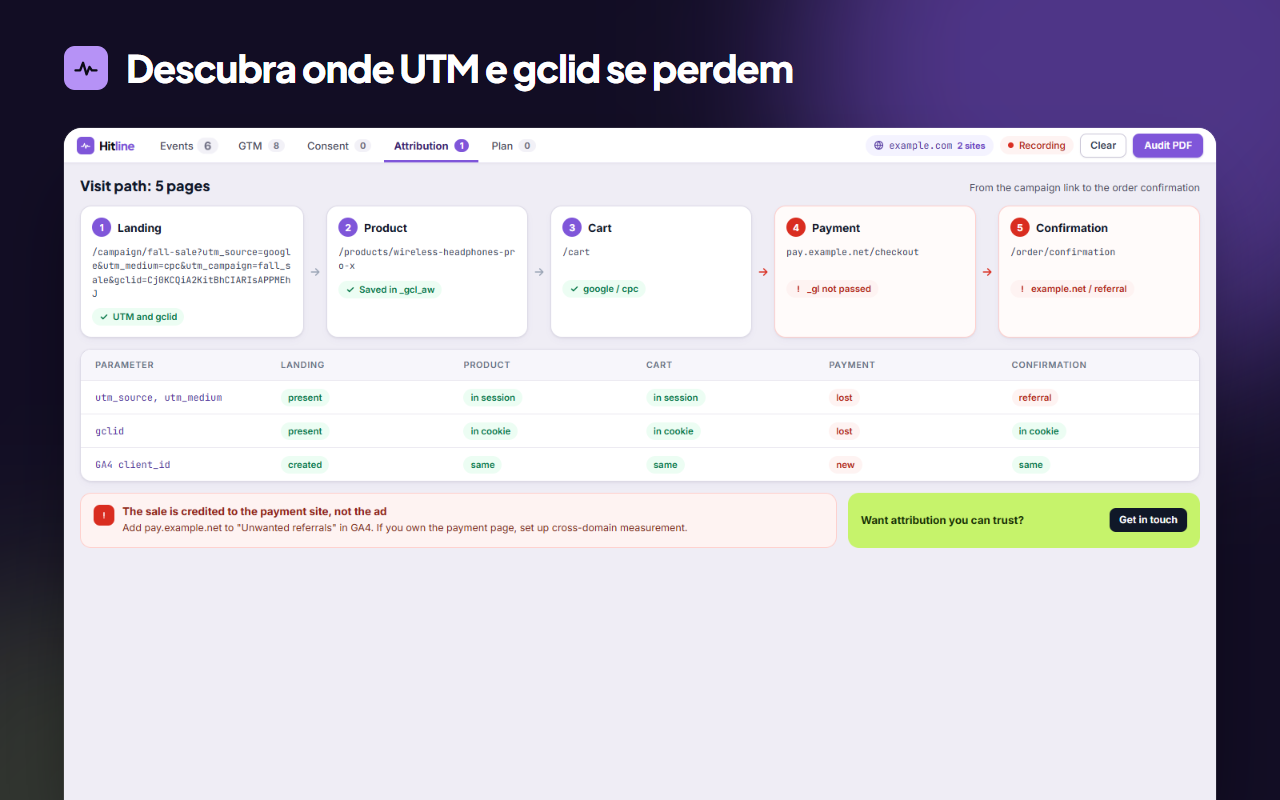 Descubra onde UTM e gclid se perdem
Hitline
Events 6
GTM 8
Consent 0
Attribution 1
Plan 0
example.com 2 sites
Recording
Clear
Audit PDF
Visit path: 5 pages
From the campaign link to the order confirmation
1 Landing
/campaign/fall-sale?utm_source=googl
e&utm_medium=cpc&utm_campaign=fall_s
ale&gclid=Cj0KCQiA2KitBhCIARIsAPPMEh
J
UTM and gclid
2 Product
/products/wireless-headphones-pr
o-x
Saved in _gcl_aw
3 Cart
/cart
google / cpc
4 Payment
pay.example.net/checkout
! _gl not passed
5 Confirmation
/order/confirmation
! example.net / referral
PARAMETER LANDING PRODUCT CART PAYMENT CONFIRMATION
utm_source, utm_medium present in session in session lost referral
gclid present in cookie in cookie lost in cookie
GA4 client_id created same same new same
! The sale is credited to the payment site, not the ad
Add pay.example.net to "Unwanted referrals" in GA4. If you own the payment page, set up cross-domain measurement.
Want attribution you can trust?
Get in touch